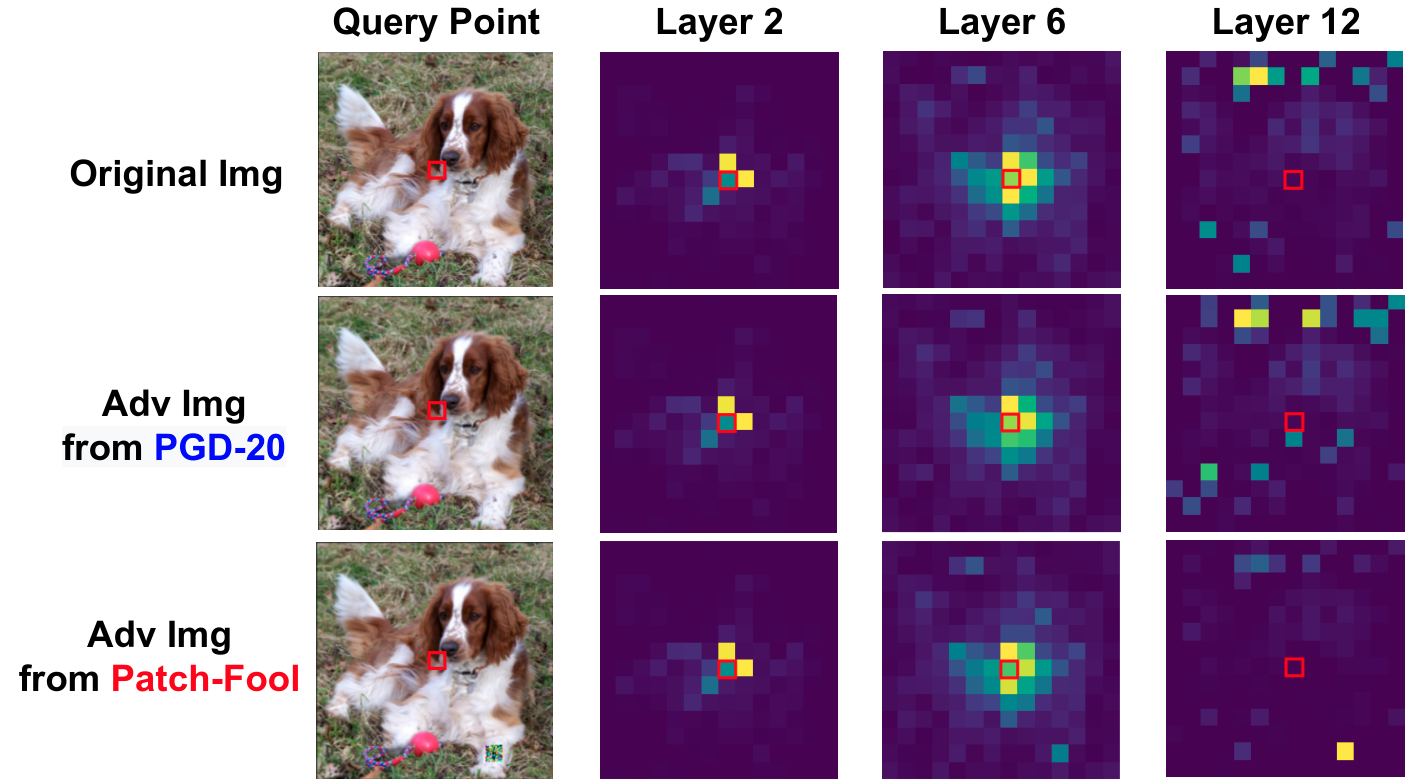 Query Point
Layer 2
Layer 6
Layer 12
Original Img
Adv Img
from PGD-20
Adv Img
from Patch-Fool